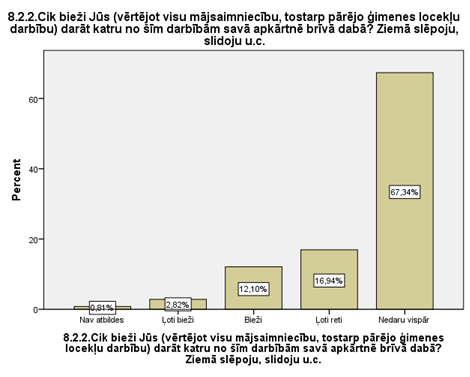 8.2.2.Cik bieži Jūs (vērtējot visu mājsaimniecību, tostarp pārējo ģimenes locekļu
darbību) darāt katru no šīm darbībām savā apkārtnē brīvā dabā? Ziemā slēpoju,
slidoju u.c.
Percent
60
40
20
0
0,81%
2,82%
12,10%
16,94%
67,34%
Nav atbildes
Ļoti bieži
Bieži
Ļoti reti
Nedaru vispār
8.2.2.Cik bieži Jūs (vērtējot visu mājsaimniecību, tostarp pārējo ģimenes
locekļu darbību) darāt katru no šīm darbībām savā apkārtnē brīvā dabā?
Ziemā slēpoju, slidoju u.c.